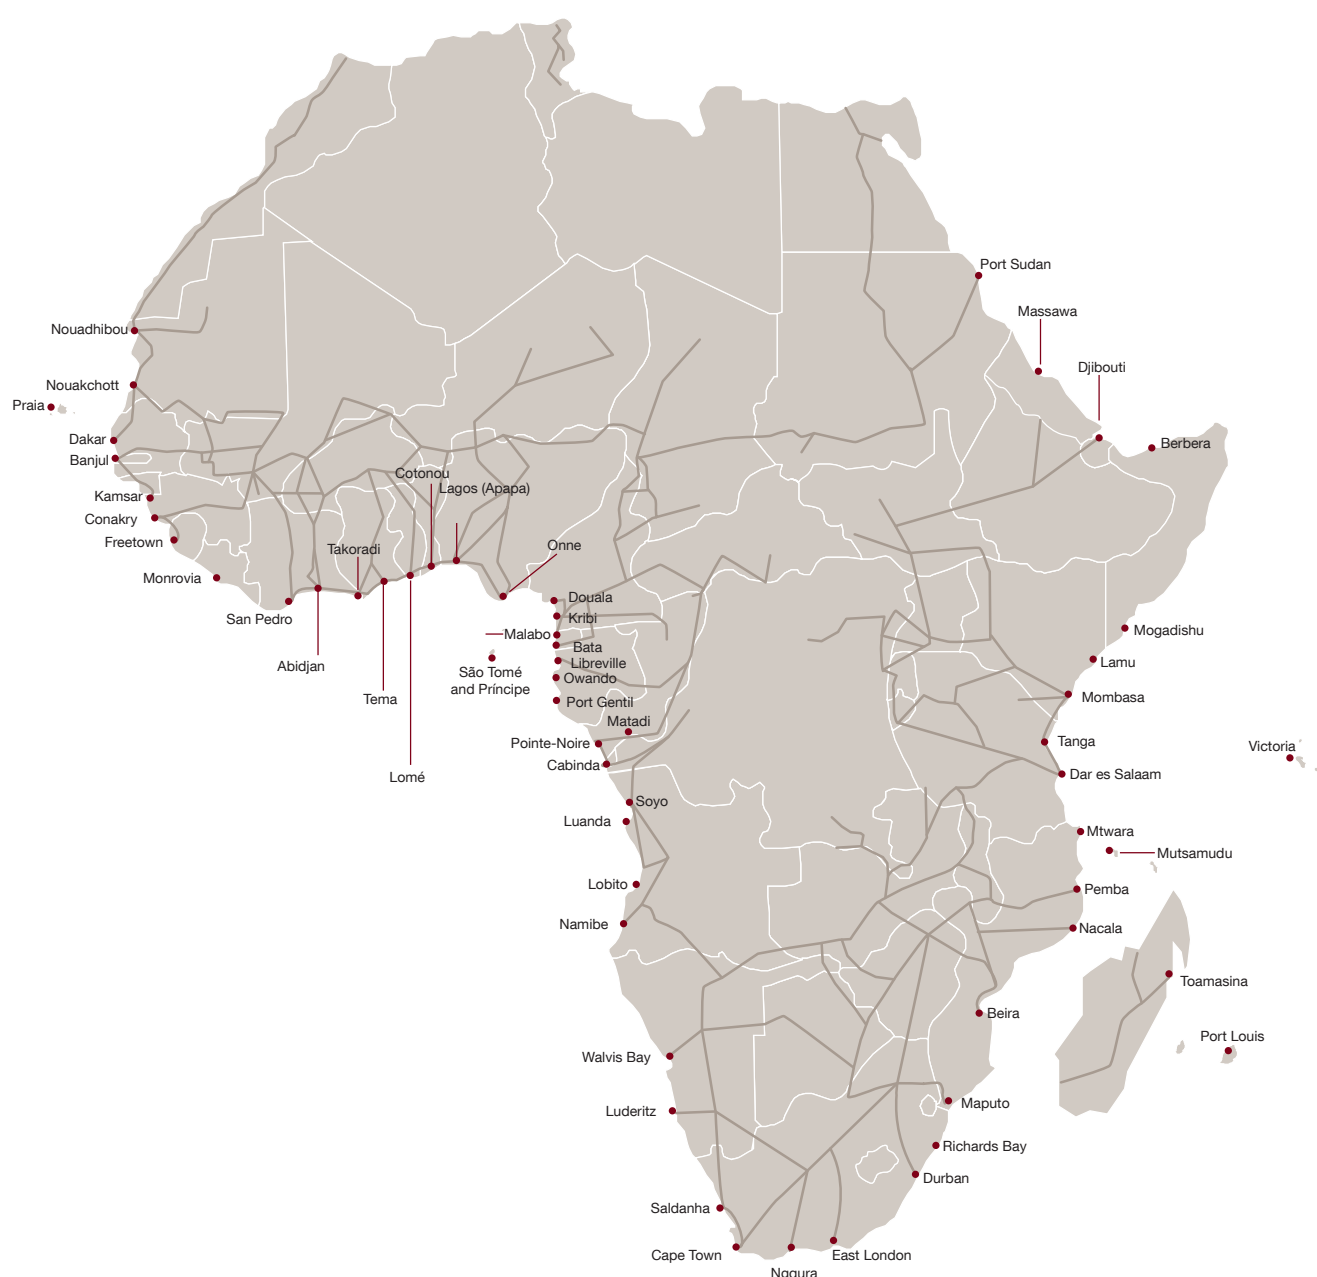 Port Sudan
Massawa
Nouadhibou
Djibouti
Nouakchott
Praia
Dakar
Berbera
Banjul
Cotonou
Lagos (Apapa)
Kamsar
Conakry
Freetown
Takoradi
Onne
Monrovia
Douala
San Pedro
Kribi
Mogadishu
Malabo
Bata
Abidjan
Libreville
Lamu
São Tomé
and Príncipe
Owando
Tema
Port Gentil
Mombasa
Matadi
Pointe-Noire
Tanga
Victoria
Cabinda
Lomé
Dar es Salaam
Soyo
Luanda
Mtwara
Mutsamudu
Lobito
Pemba
Namibe
Nacala
Toamasina
Beira
Port Louis
Walvis Bay
Luderitz
Maputo
Richards Bay
Durban
Saldanha
Cape Town
East London
Nggura